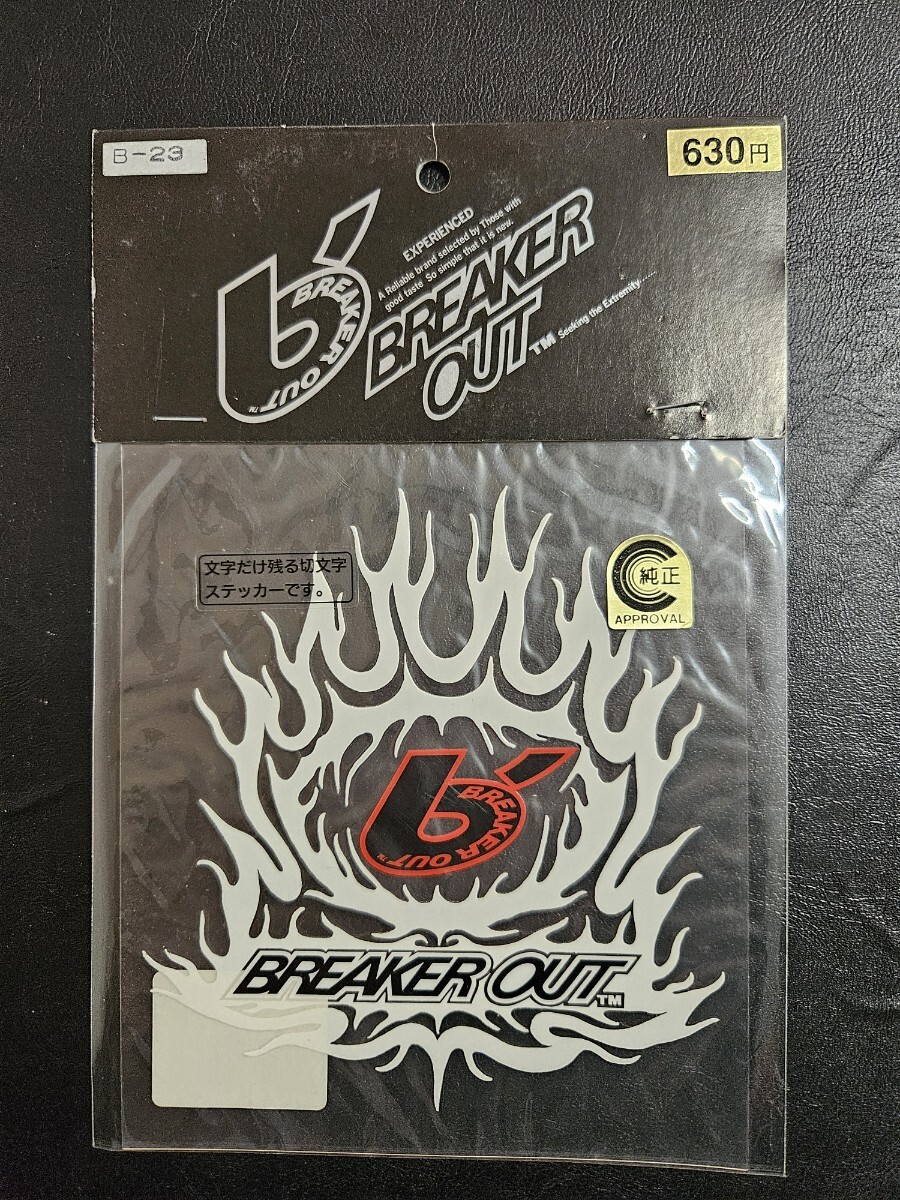 B-23
630円
EXPERIENCED
A Reliable brand selected by Those with
good taste So simple that it is new.
b'
BREAKER OUT™
BREAKER
OUT™
Seeking the Extremity......
文字だけ残る切文字
ステッカーです。
C
純正
APPROVAL
b'
BREAKER OUT™
BREAKER OUT™